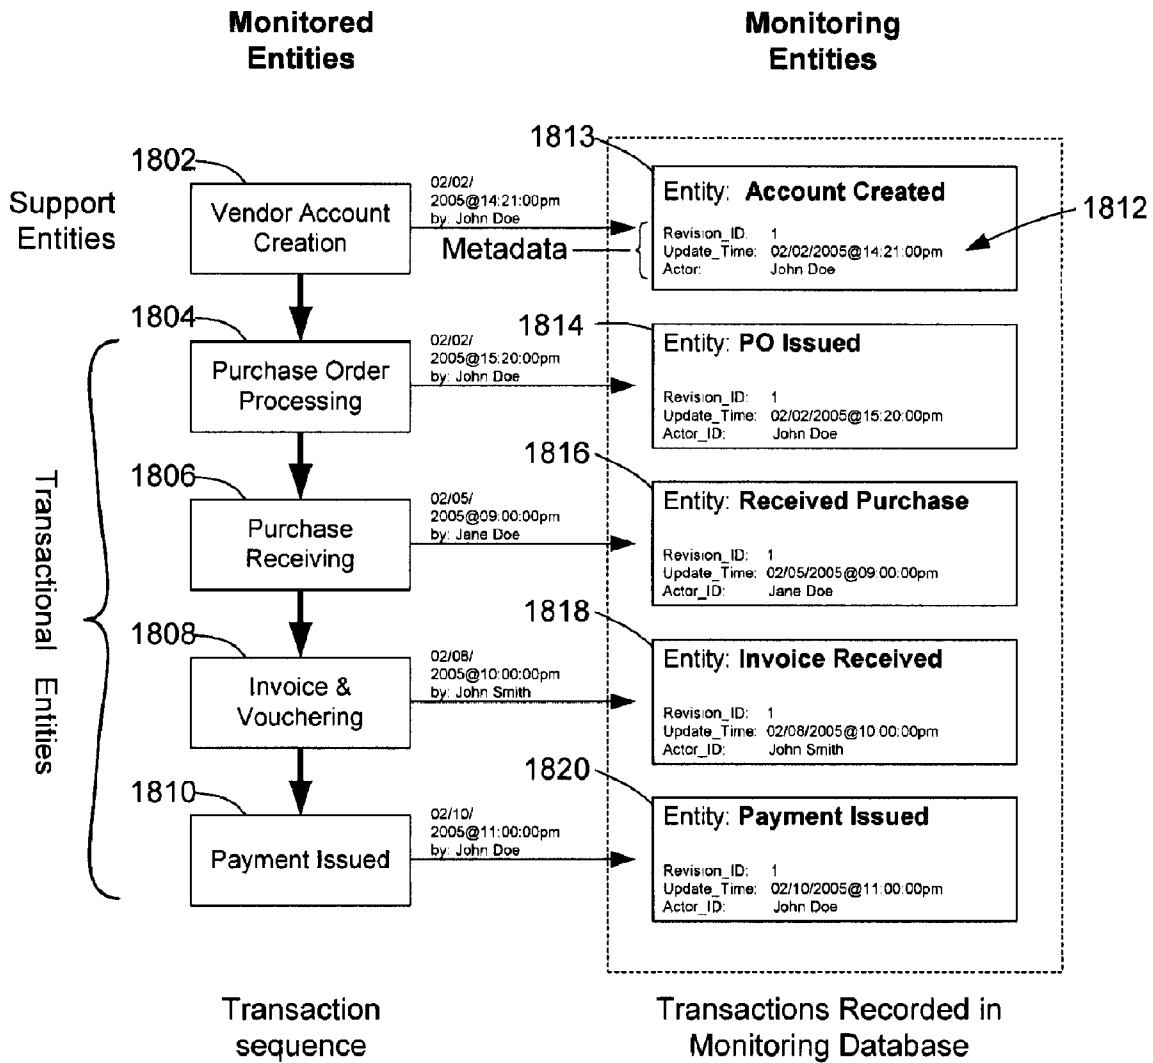 Monitored
Entities
Monitoring
Entities
1802
1813
Support
Entities
Vendor Account
Creation
02/02/
2005@14:21:00pm
by: John Doe
Metadata
Entity: Account Created
Revision_ID: 1
Update_Time: 02/02/2005@14:21:00pm
Actor: John Doe
1812
1804
1814
Transactional Entities
Purchase Order
Processing
02/02/
2005@15:20:00pm
by: John Doe
Entity: PO Issued
Revision_ID: 1
Update_Time: 02/02/2005@15:20:00pm
Actor_ID: John Doe
1806
1816
Purchase
Receiving
02/05/
2005@09:00:00pm
by: Jane Doe
Entity: Received Purchase
Revision_ID: 1
Update_Time: 02/05/2005@09:00:00pm
Actor_ID: Jane Doe
1808
1818
Invoice &
Vouchering
02/08/
2005@10:00:00pm
by: John Smith
Entity: Invoice Received
Revision_ID: 1
Update_Time: 02/08/2005@10:00:00pm
Actor_ID: John Smith
1810
1820
Payment Issued
02/10/
2005@11:00:00pm
by: John Doe
Entity: Payment Issued
Revision_ID: 1
Update_Time: 02/10/2005@11:00:00pm
Actor_ID: John Doe
Transaction
sequence
Transactions Recorded in
Monitoring Database